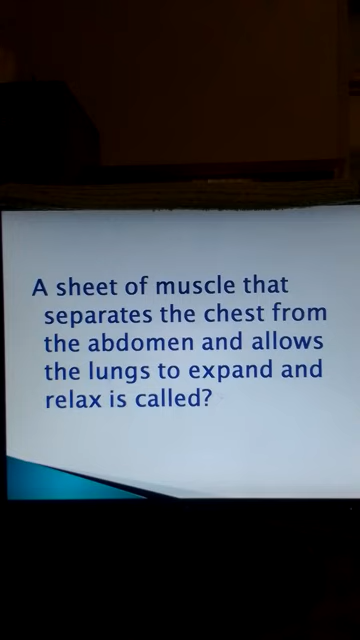 A sheet of muscle that
separates the chest from
the abdomen and allows
the lungs to expand and
relax is called?